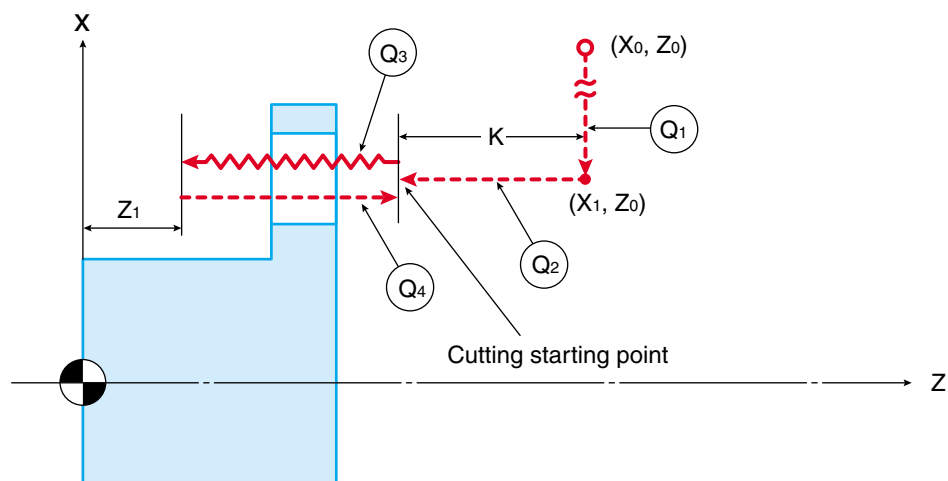 X
Q3
(X0, Z0)
K
Q1
Z1
(X1, Z0)
Q2
Q4
Cutting starting point
Z